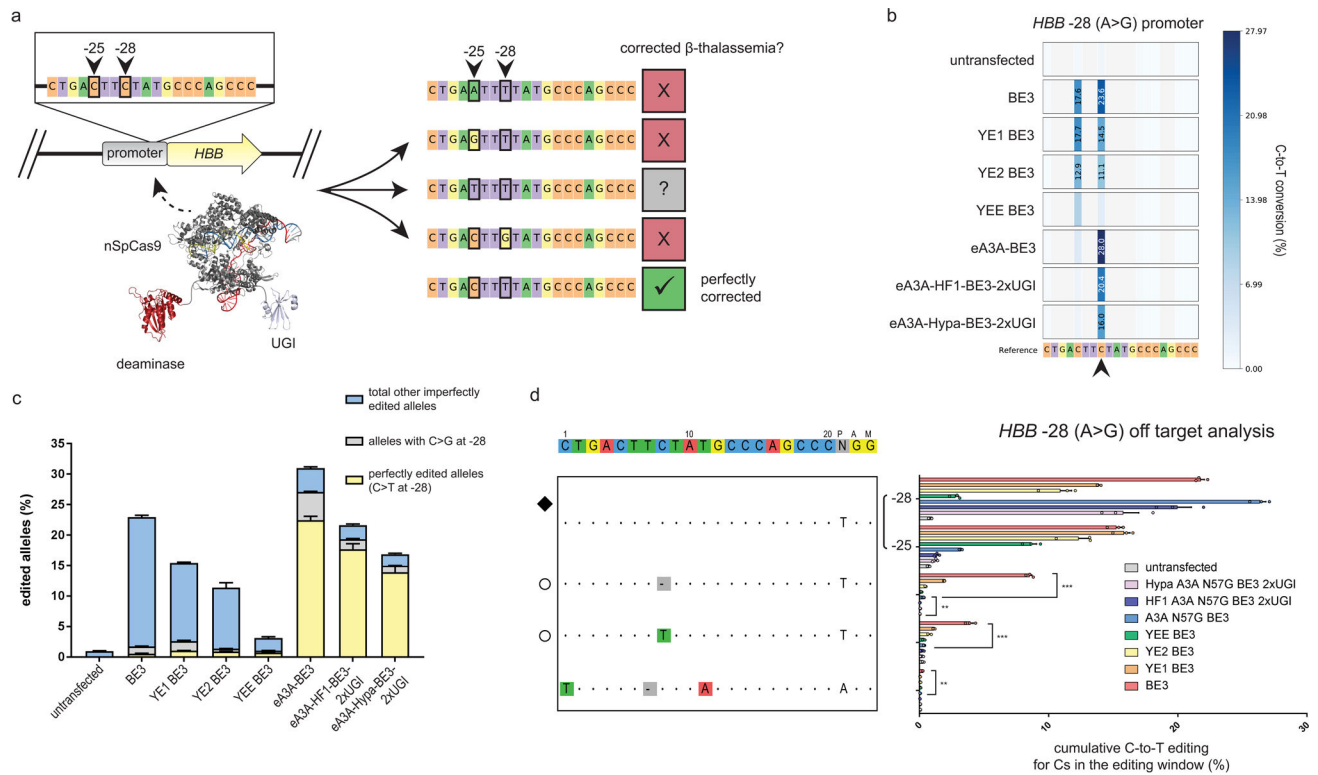 a
-25 -28
CTGACTTCTATGCCCAGCCC
promoter HBB
nSpCas9
deaminase
UGI
-25 -28 corrected β-thalassemia?
CTGAATTTTATGCCCAGCCC X
CTGAGTTTTATGCCCAGCCC X
CTGATTTTTATGCCCAGCCC ?
CTGACTTGTATGCCCAGCCC X
CTGACTTTTATGCCCAGCCC ✓ perfectly
corrected
b
HBB -28 (A>G) promoter
untransfected
BE3 17.6 23.6
YE1 BE3 17.7 14.5
YE2 BE3 12.9 11.1
YEE BE3
eA3A-BE3 28.0
eA3A-HF1-BE3-2xUGI 20.4
eA3A-Hypa-BE3-2xUGI 16.0
Reference CTGACTTCTATGCCCAGCCC
27.97
20.98
13.98
6.99
0.00
C-to-T conversion (%)
c
total other imperfectly
edited alleles
alleles with C>G at -28
perfectly edited alleles
(C>T at -28)
edited alleles (%)
35
30
25
20
15
10
5
0
untransfected
BE3
YE1 BE3
YE2 BE3
YEE BE3
eA3A-BE3
eA3A-HF1-BE3-
2xUGI
eA3A-Hypa-BE3-
2xUGI
d
1 10 20 P A M
CTGACTTCTATGCCCAGCCCNGG
. . . . . . . . . . . . . . . . . . . . T . .
. . . . . . . - . . . . . . . . . . . . T . .
. . . . . . . T . . . . . . . . . . . . T . .
T . . . . . - . . . A . . . . . . . . . A . .
HBB -28 (A>G) off target analysis
-28
-25
***
**
***
**
untransfected
Hypa A3A N57G BE3 2xUGI
HF1 A3A N57G BE3 2xUGI
A3A N57G BE3
YEE BE3
YE2 BE3
YE1 BE3
BE3
0 10 20 30
cumulative C-to-T editing
for Cs in the editing window (%)